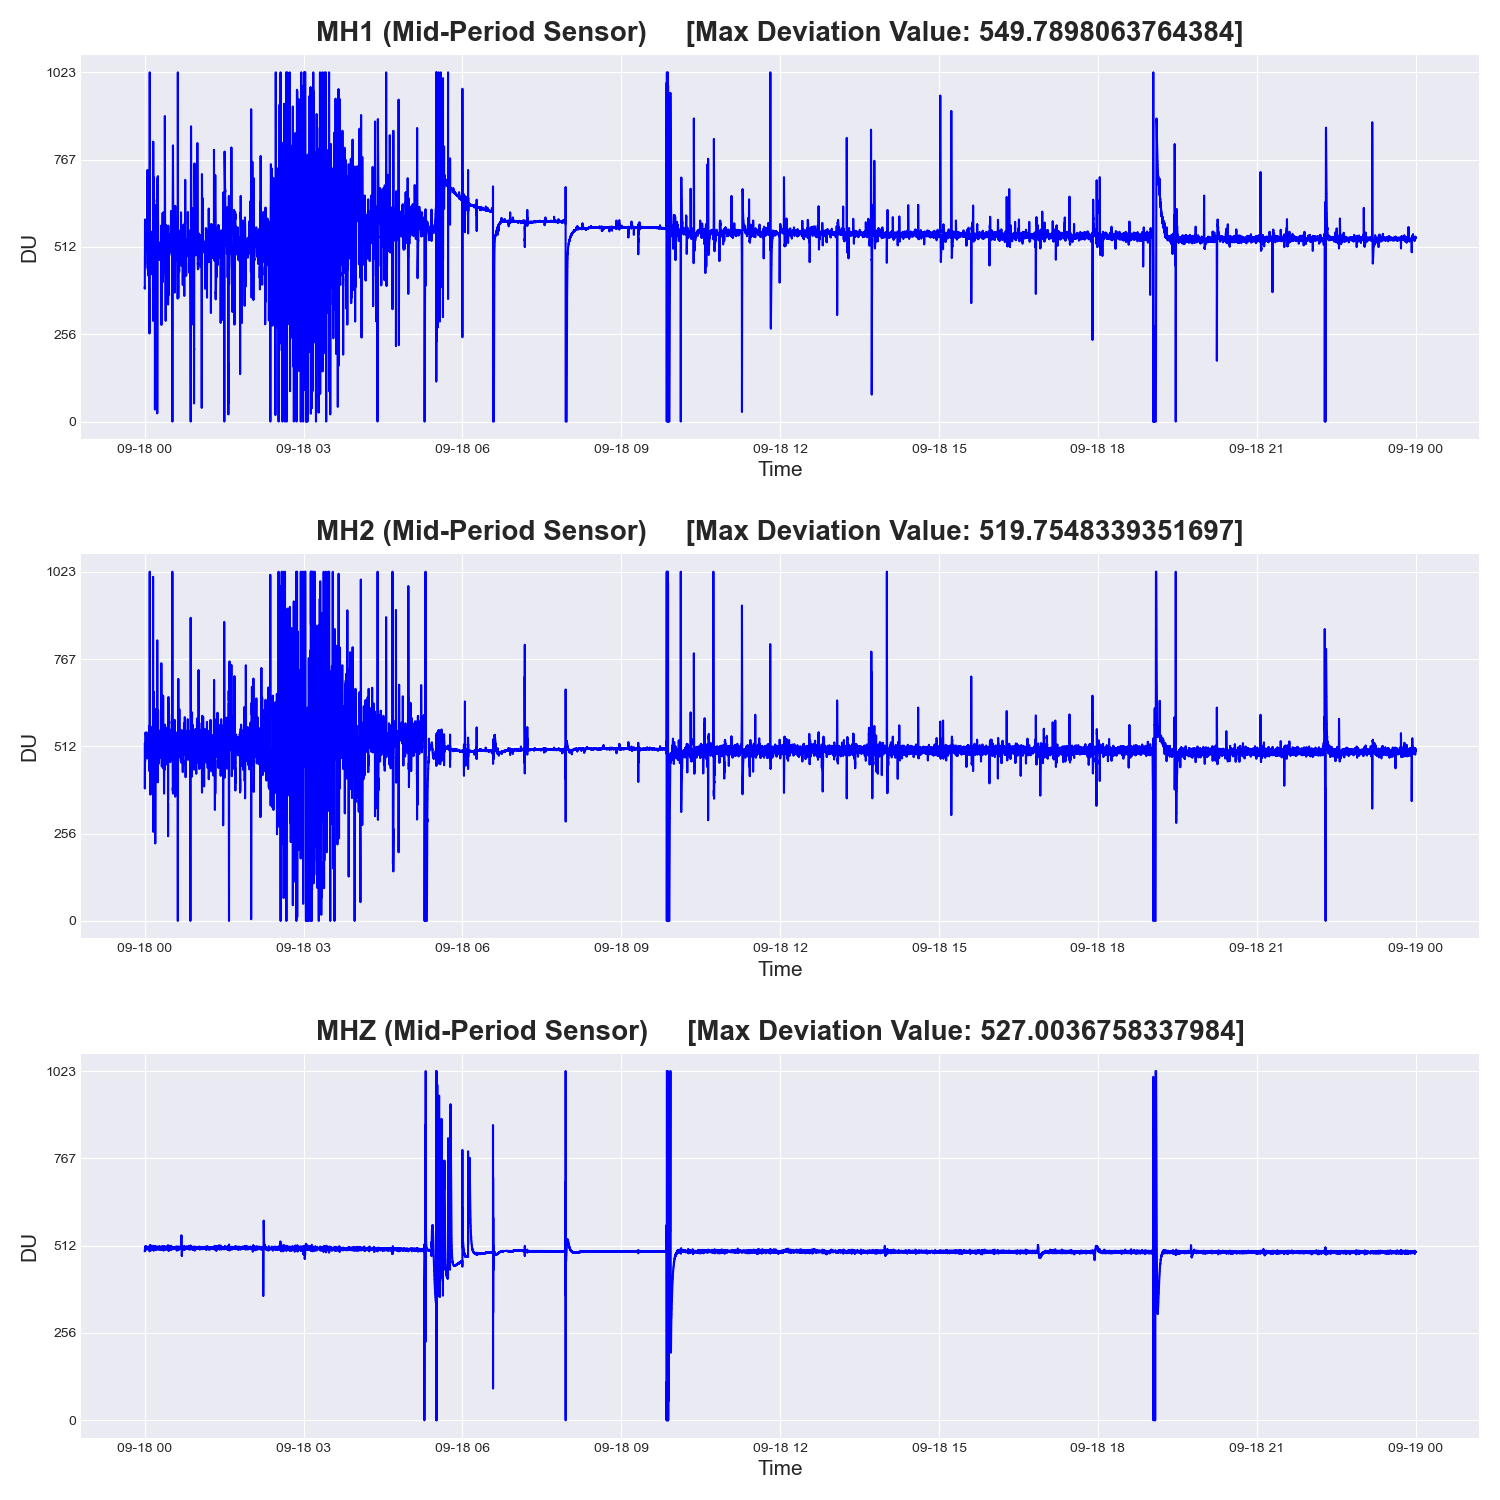 MH1 (Mid-Period Sensor) [Max Deviation Value: 549.7898063764384]
1023
767
512
256
0
DU
09-18 00 09-18 03 09-18 06 09-18 09 09-18 12 09-18 15 09-18 18 09-18 21 09-19 00
Time
MH2 (Mid-Period Sensor) [Max Deviation Value: 519.7548339351697]
1023
767
512
256
0
DU
09-18 00 09-18 03 09-18 06 09-18 09 09-18 12 09-18 15 09-18 18 09-18 21 09-19 00
Time
MHZ (Mid-Period Sensor) [Max Deviation Value: 527.0036758337984]
1023
767
512
256
0
DU
09-18 00 09-18 03 09-18 06 09-18 09 09-18 12 09-18 15 09-18 18 09-18 21 09-19 00
Time